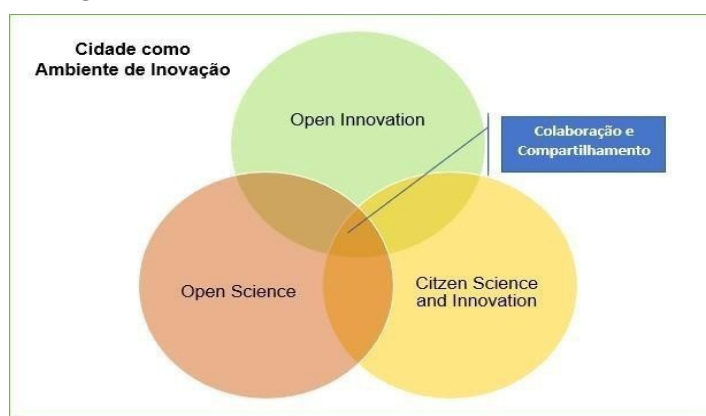 Cidade como
Ambiente de Inovação
Open Innovation
Colaboração e
Compartilhamento
Open Science
Citzen Science
and Innovation